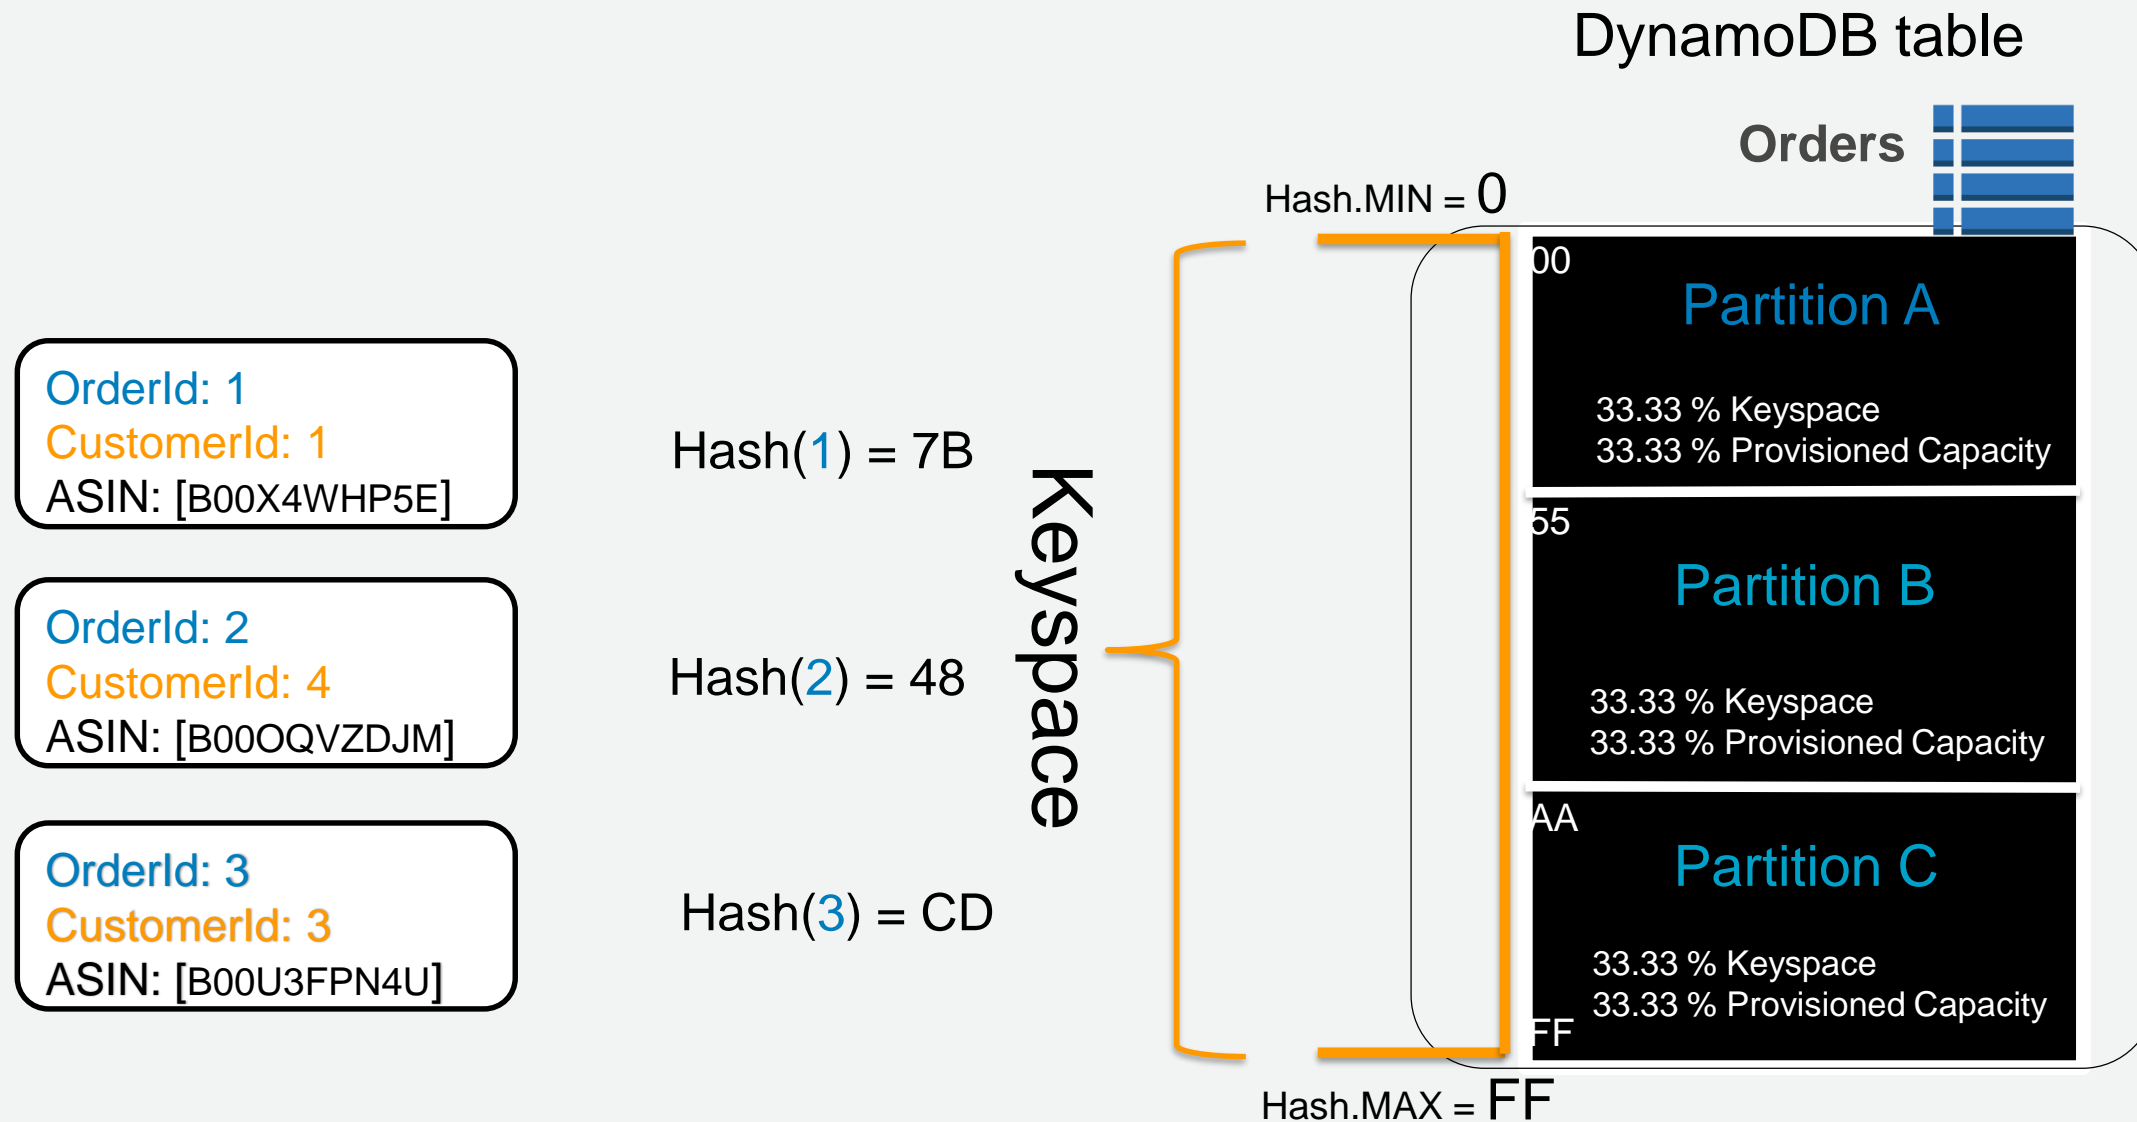 DynamoDB table
Orders
Hash.MIN = 0
OrderId: 1
CustomerId: 1
ASIN: [B00X4WHP5E]
OrderId: 2
CustomerId: 4
ASIN: [B00OQVZDJM]
OrderId: 3
CustomerId: 3
ASIN: [B00U3FPN4U]
Hash(1) = 7B
Hash(2) = 48
Hash(3) = CD
Keyspace
00
Partition A
33.33 % Keyspace
33.33 % Provisioned Capacity
55
Partition B
33.33 % Keyspace
33.33 % Provisioned Capacity
AA
Partition C
33.33 % Keyspace
33.33 % Provisioned Capacity
FF
Hash.MAX = FF